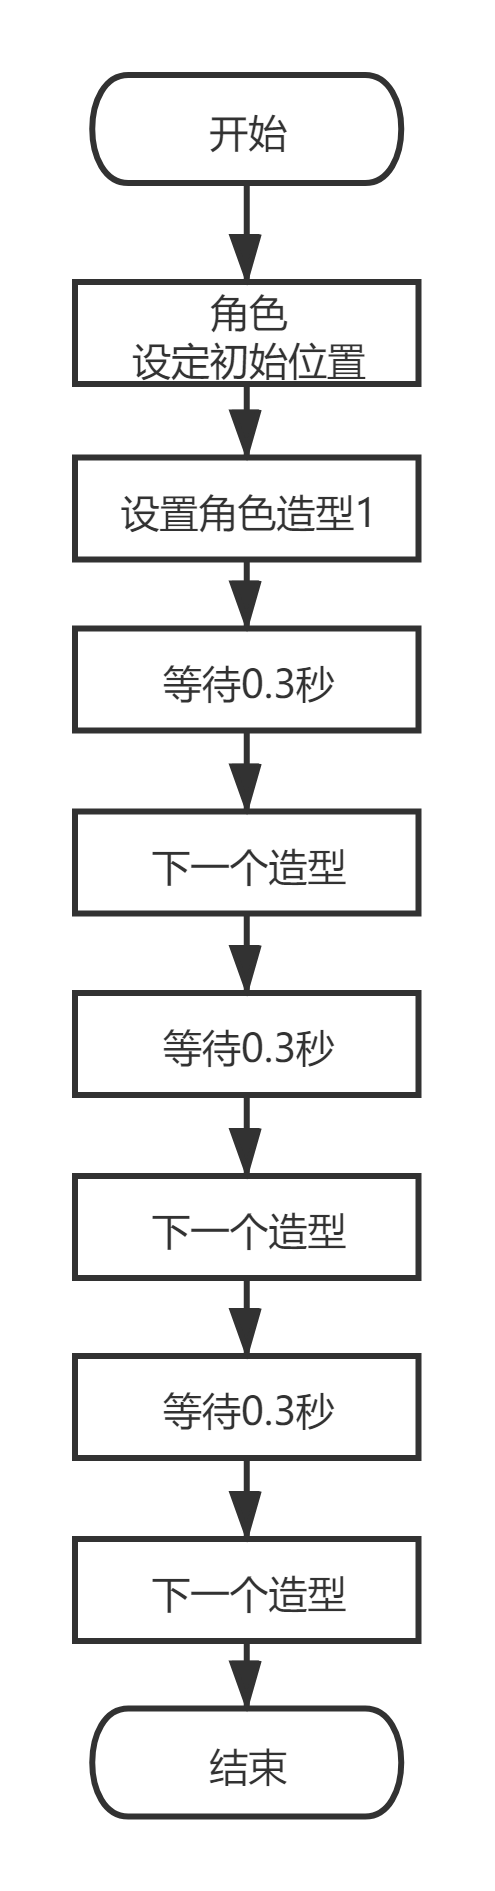 开始
角色
设定初始位置
设置角色造型1
等待0.3秒
下一个造型
等待0.3秒
下一个造型
等待0.3秒
下一个造型
结束